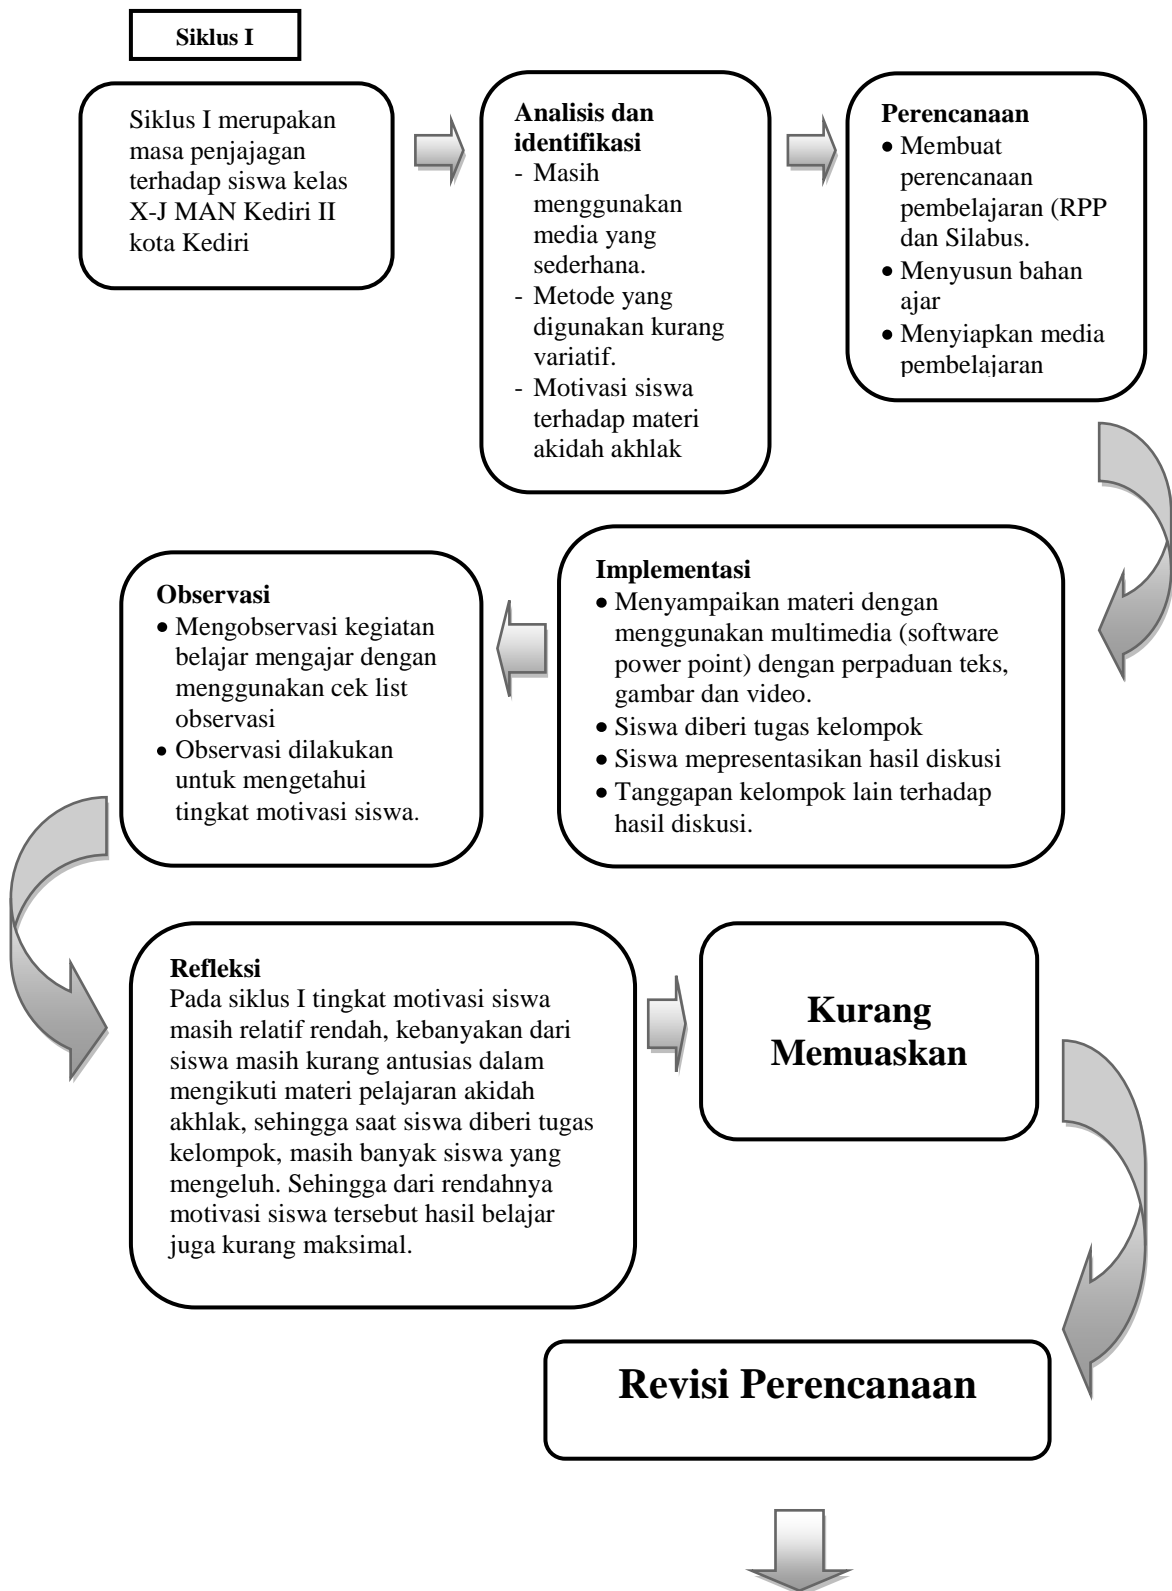 Siklus I
Siklus I merupakan
masa penjajagan
terhadap siswa kelas
X-J MAN Kediri II
kota Kediri
Analisis dan
identifikasi
- Masih
menggunakan
media yang
sederhana.
- Metode yang
digunakan kurang
variatif.
- Motivasi siswa
terhadap materi
akidah akhlak
Perencanaan
• Membuat
perencanaan
pembelajaran (RPP
dan Silabus.
• Menyusun bahan
ajar
• Menyiapkan media
pembelajaran
Implementasi
• Menyampaikan materi dengan
menggunakan multimedia (software
power point) dengan perpaduan teks,
gambar dan video.
• Siswa diberi tugas kelompok
• Siswa mepresentasikan hasil diskusi
• Tanggapan kelompok lain terhadap
hasil diskusi.
Observasi
• Mengobservasi kegiatan
belajar mengajar dengan
menggunakan cek list
observasi
• Observasi dilakukan
untuk mengetahui
tingkat motivasi siswa.
Refleksi
Pada siklus I tingkat motivasi siswa
masih relatif rendah, kebanyakan dari
siswa masih kurang antusias dalam
mengikuti materi pelajaran akidah
akhlak, sehingga saat siswa diberi tugas
kelompok, masih banyak siswa yang
mengeluh. Sehingga dari rendahnya
motivasi siswa tersebut hasil belajar
juga kurang maksimal.
Kurang
Memuaskan
Revisi Perencanaan